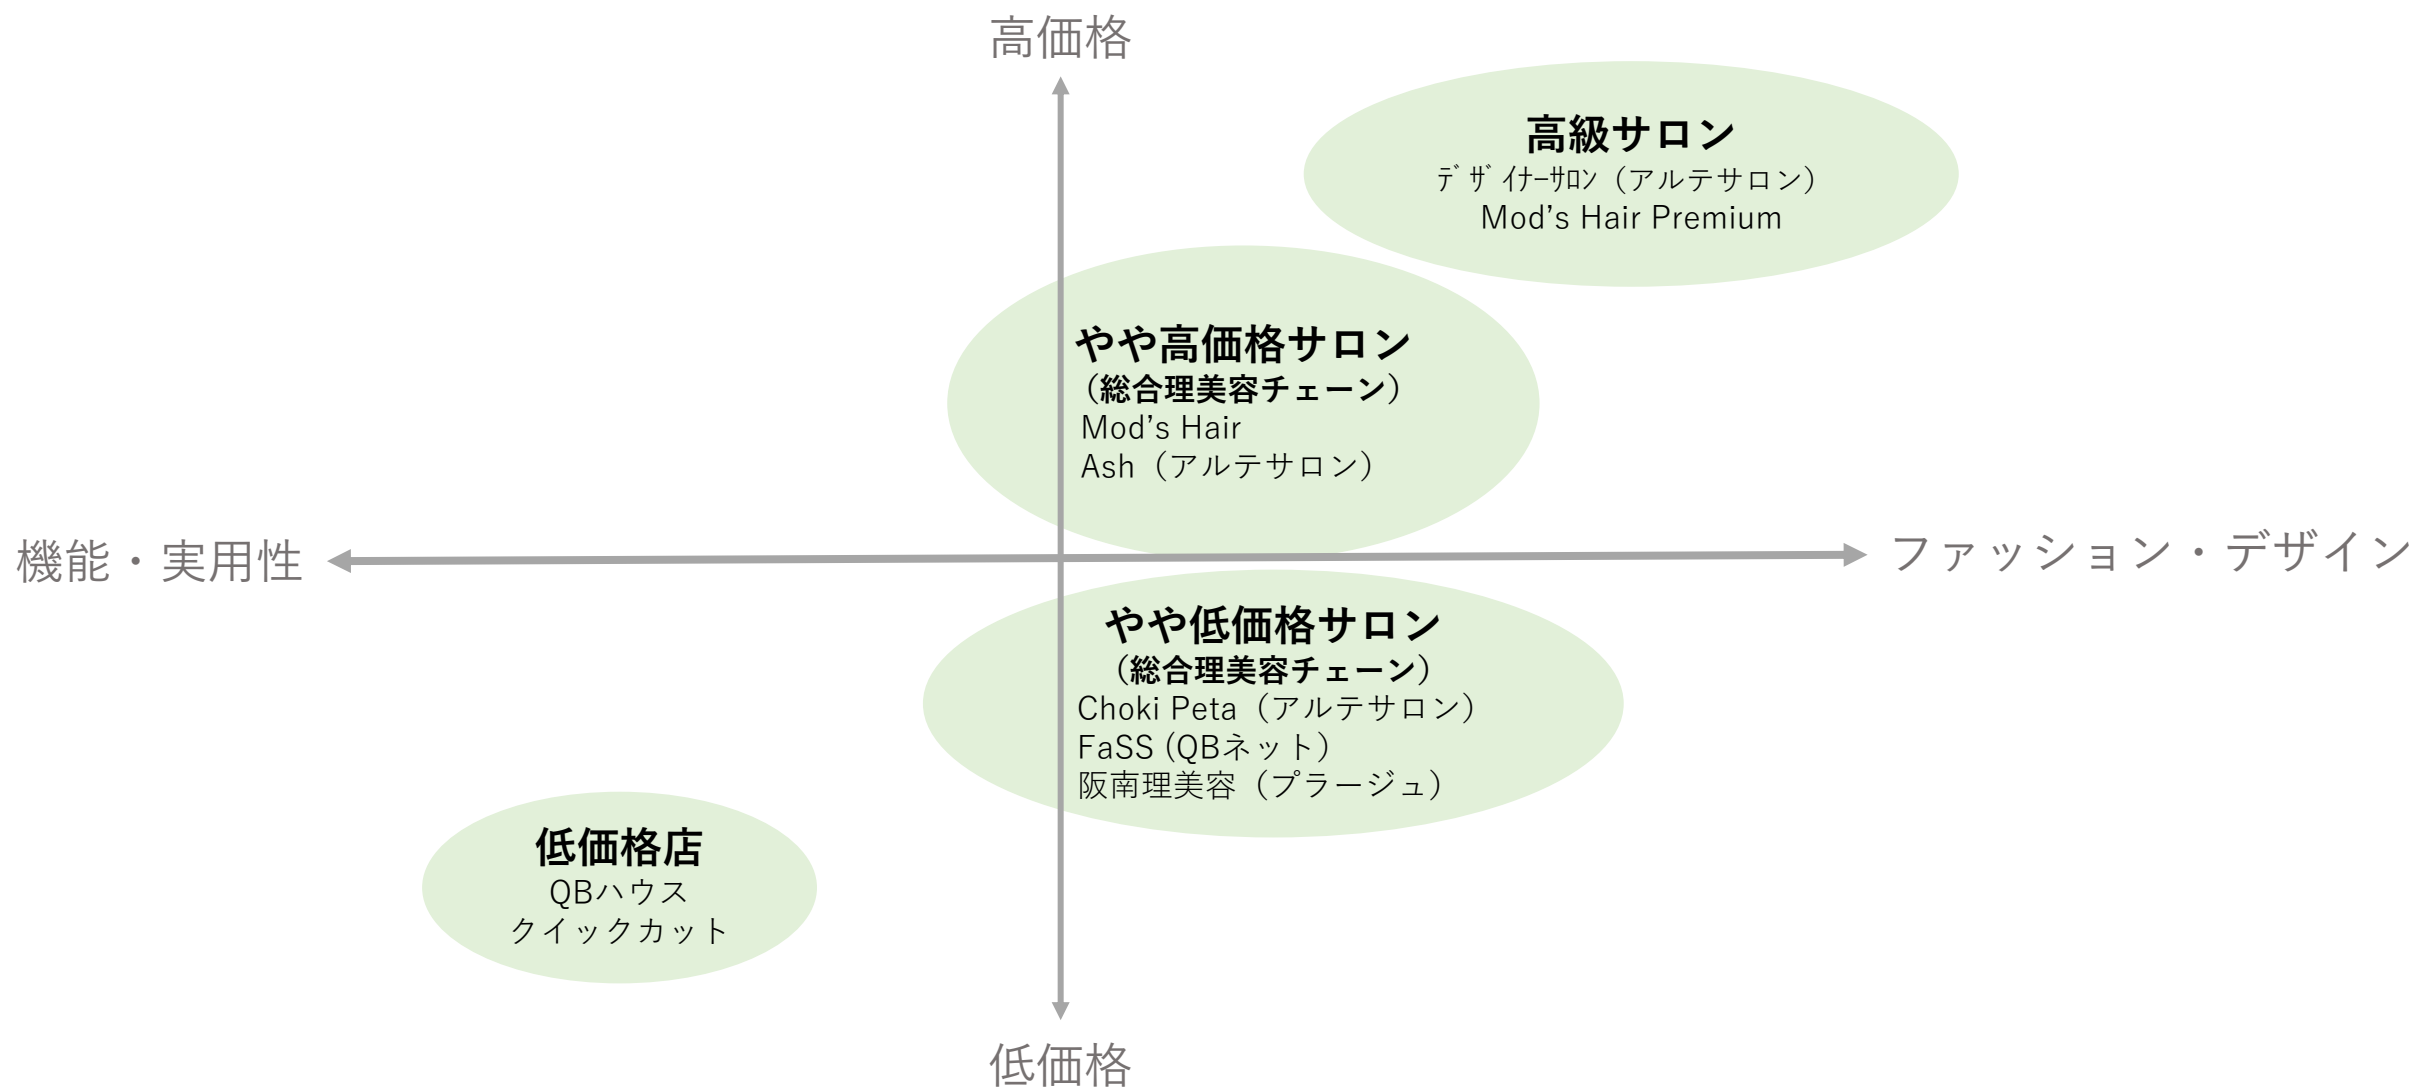 高価格
高級サロン
ﾃﾞｻﾞｲﾅｰｻﾛﾝ（アルテサロン）
Mod’s Hair Premium
やや高価格サロン
（総合理美容チェーン）
Mod’s Hair
Ash（アルテサロン）
機能・実用性
ファッション・デザイン
やや低価格サロン
（総合理美容チェーン）
Choki Peta（アルテサロン）
FaSS (QBネット）
阪南理美容（プラージュ）
低価格店
QBハウス
クイックカット
低価格